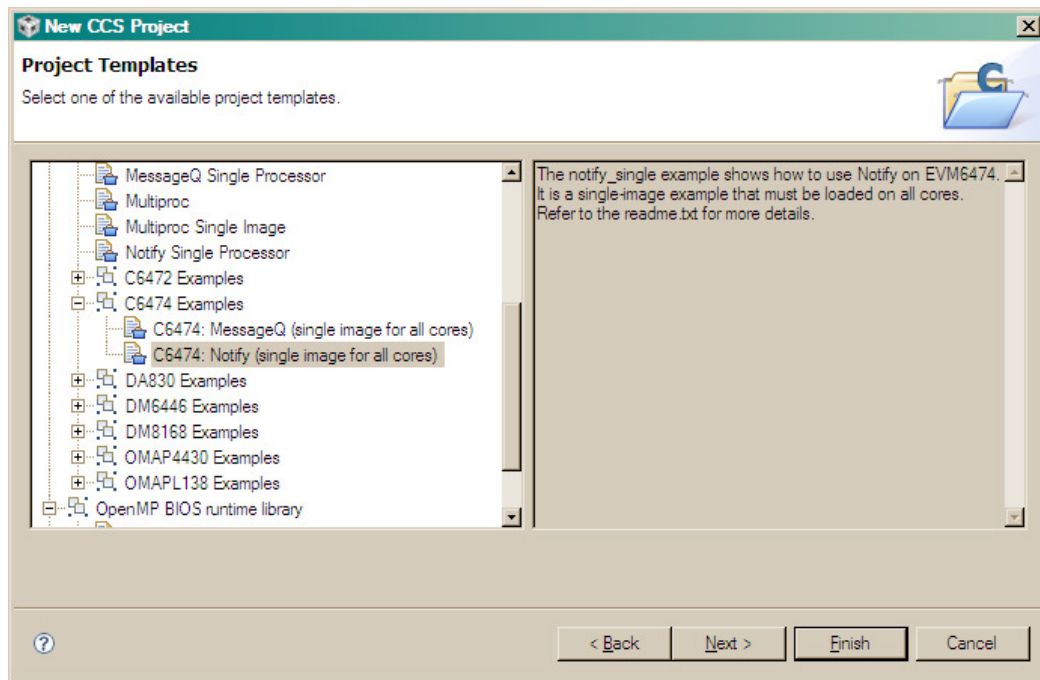 New CCS Project
Project Templates
Select one of the available project templates.
MessageQ Single Processor
Multiproc
Multiproc Single Image
Notify Single Processor
C6472 Examples
C6474 Examples
C6474: MessageQ (single image for all cores)
C6474: Notify (single image for all cores)
DA830 Examples
DM6446 Examples
DM8168 Examples
OMAP4430 Examples
OMAPL138 Examples
OpenMP BIOS runtime library
The notify_single example shows how to use Notify on EVM6474.
It is a single-image example that must be loaded on all cores.
Refer to the readme.txt for more details.
< Back
Next >
Finish
Cancel